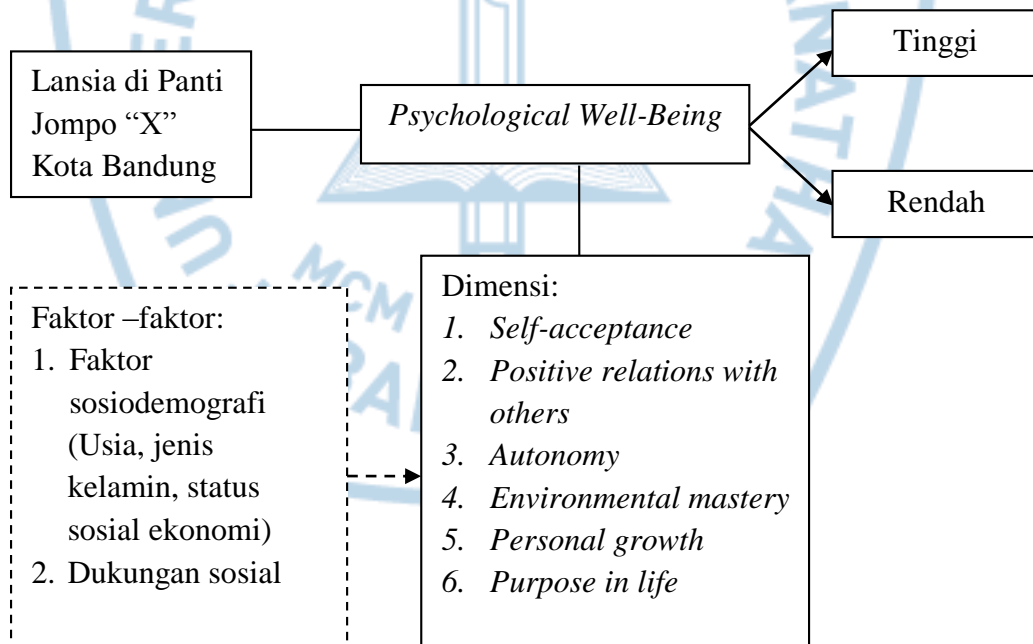 Lansia di Panti
Jompo “X”
Kota Bandung
Psychological Well-Being
Tinggi
Rendah
Faktor –faktor:
1. Faktor
sosiodemografi
(Usia, jenis
kelamin, status
sosial ekonomi)
2. Dukungan sosial
Dimensi:
1. Self-acceptance
2. Positive relations with
others
3. Autonomy
4. Environmental mastery
5. Personal growth
6. Purpose in life
MCM